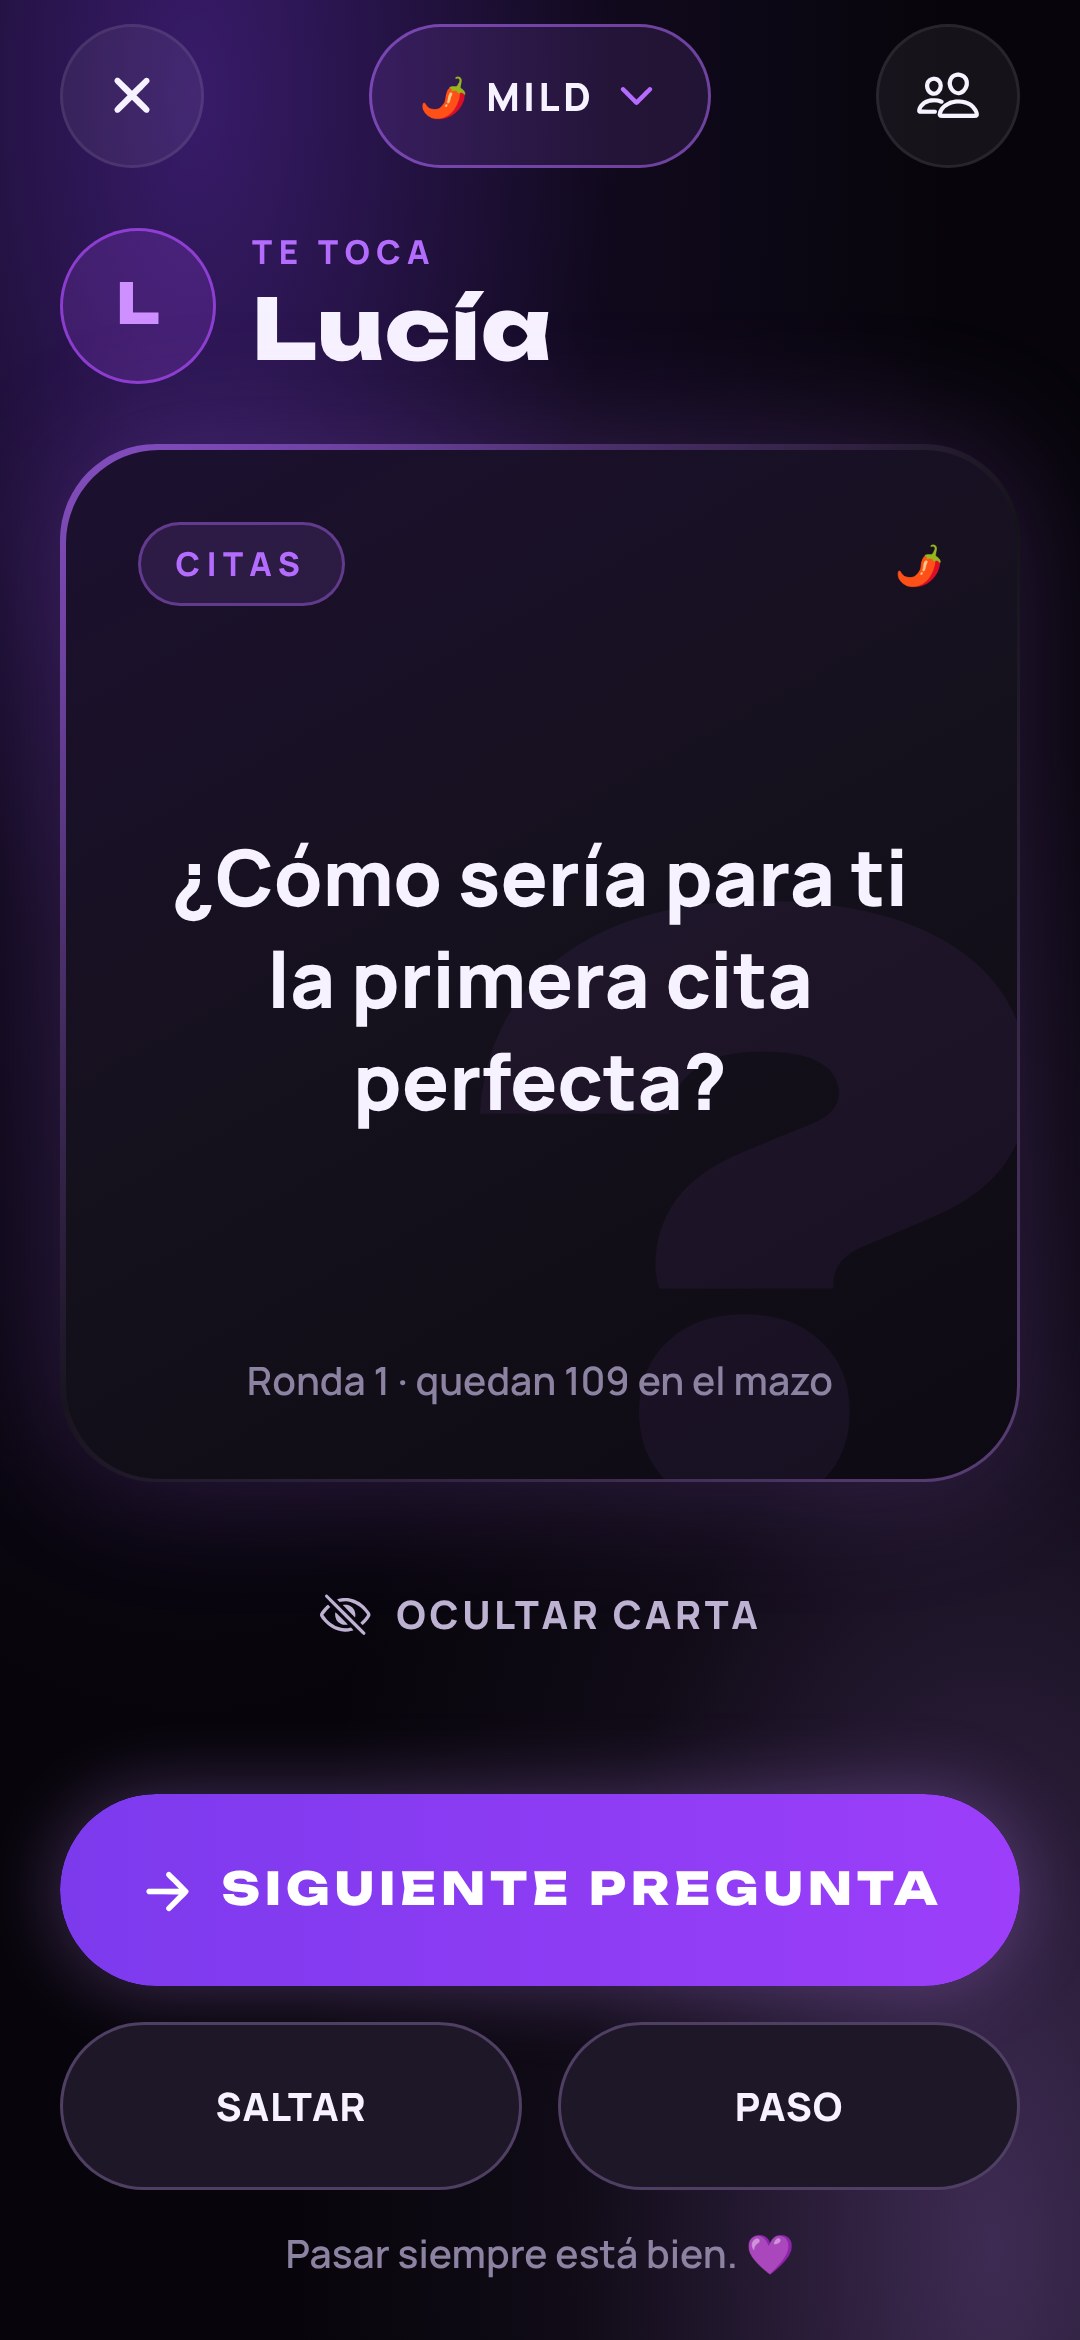 MILD
TE TOCA
L
Lucía
CITAS
¿Cómo sería para ti
la primera cita
perfecta?
Ronda 1 · quedan 109 en el mazo
OCULTAR CARTA
SIGUIENTE PREGUNTA
SALTAR
PASO
Pasar siempre está bien. 💜